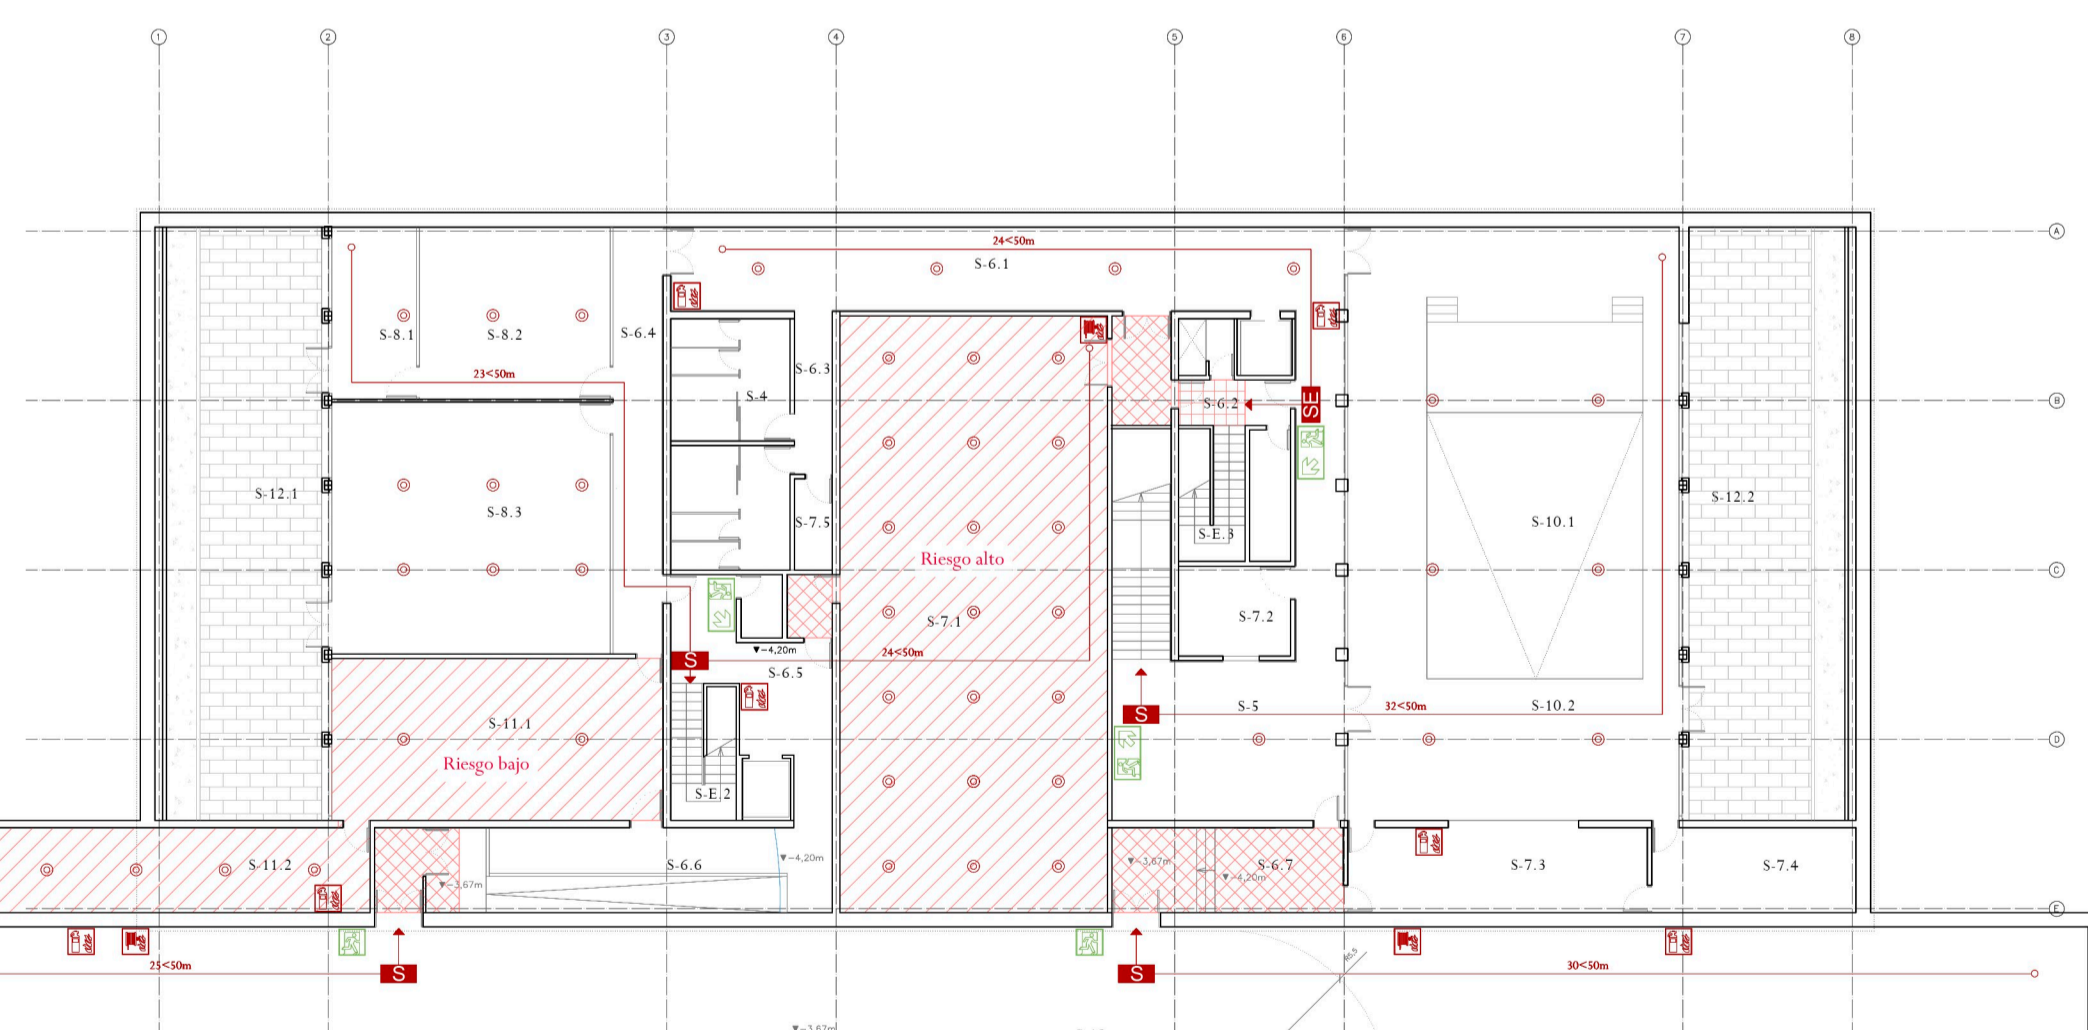 1 2 3 4 5 6 7 8
A
24<50m
S-6.1
S-8.1
S-8.2
S-6.4
S-6.3
23<50m
S-4
S-6.2
SE
B
S-12.1
S-8.3
S-7.5
S-E.3
S-10.1
S-12.2
Riesgo alto
C
S-7.1
S-7.2
24<50m
S
▼-4,20m
S-6.5
S
S-5
32<50m
S-10.2
S-11.1
D
Riesgo bajo
S-E.2
S-11.2
▼-3,67m
S-6.6
▼-4,20m
▼-3,67m
S-6.7
▼-4,20m
S-7.3
S-7.4
E
25<50m
S
S
30<50m
▼-3,67m